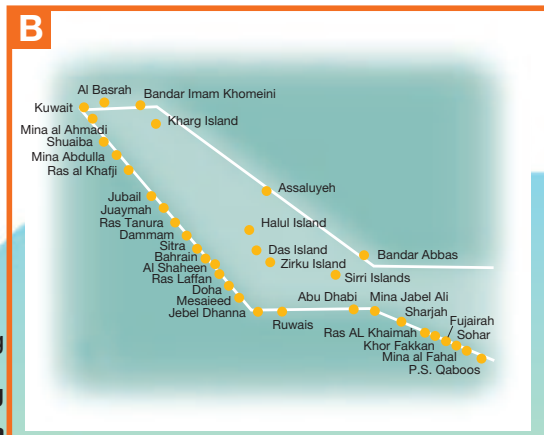 B
Al Basrah
Bandar Imam Khomeini
Kuwait
Kharg Island
Mina al Ahmadi
Shuaiba
Mina Abdulla
Ras al Khafji
Assaluyeh
Jubail
Juaymah
Ras Tanura
Halul Island
Dammam
Sitra
Das Island
Bandar Abbas
Bahrain
Zirku Island
Al Shaheen
Sirri Islands
Ras Laffan
Doha
Mesaieed
Abu Dhabi
Mina Jabel Ali
Jebel Dhanna
Ruwais
Sharjah
Fujairah
Ras AL Khaimah
Sohar
Khor Fakkan
Mina al Fahal
P.S. Qaboos
g
g